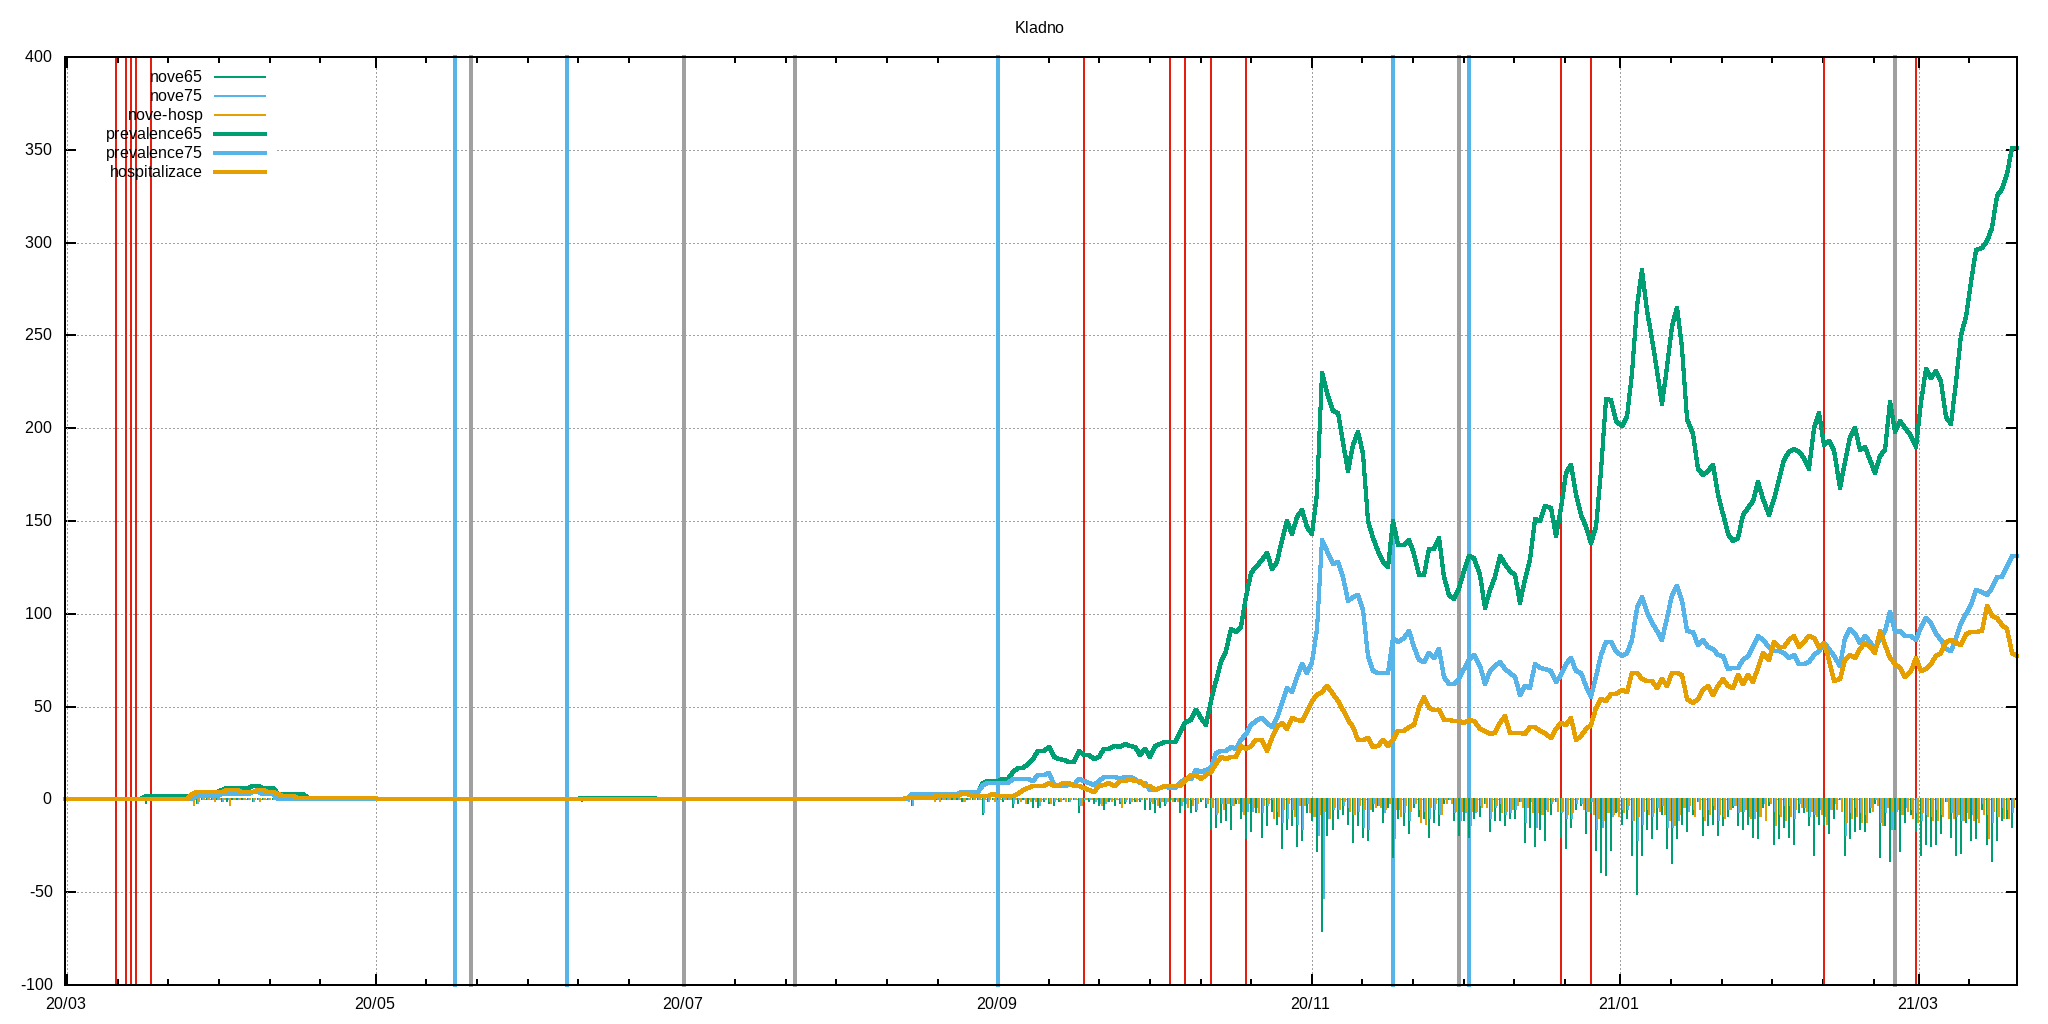 Kladno
400
350
300
250
200
150
100
50
0
-50
-100
nove65
nove75
nove-hosp
prevalence65
prevalence75
hospitalizace
20/03 20/05 20/07 20/09 20/11 21/01 21/03